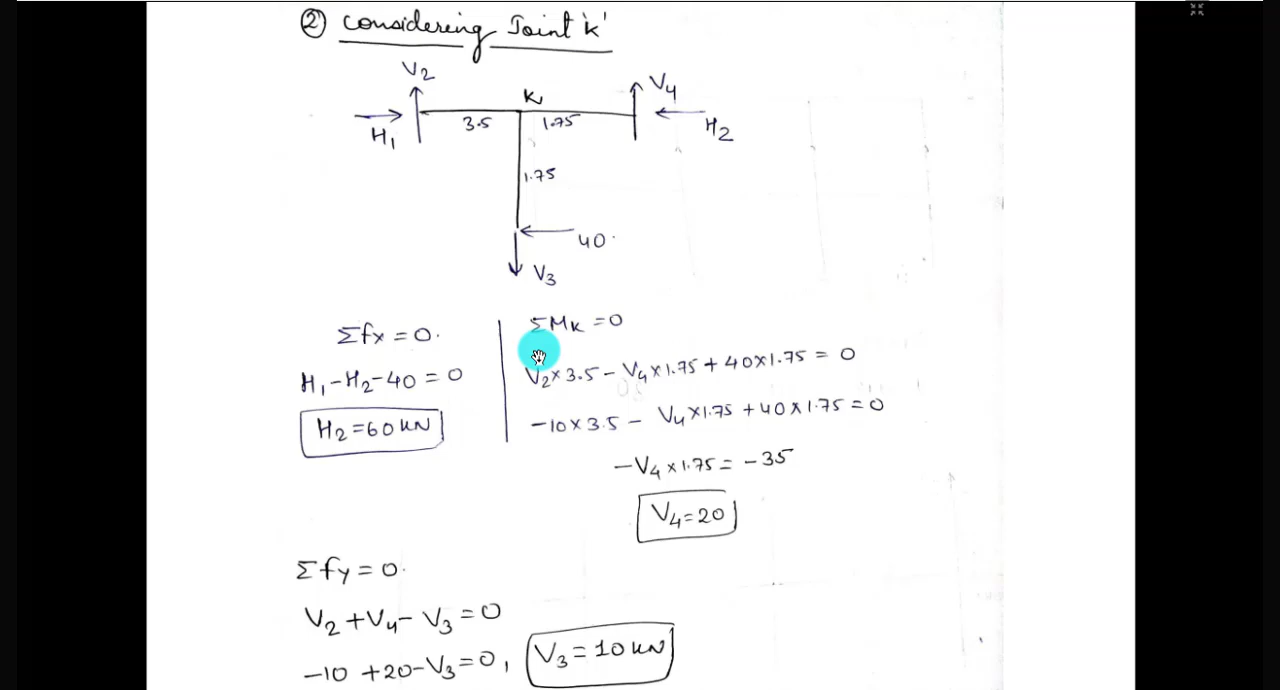 ② Considering Joint 'K'
V2
K
V4
H1
3.5
1.75
H2
1.75
40
V3
Σfx = 0.
H1-H2-40 = 0
H2 = 60 kN
ΣMK = 0
V2 x 3.5 - V4 x 1.75 + 40 x 1.75 = 0
-10 x 3.5 - V4 x 1.75 + 40 x 1.75 = 0
-V4 x 1.75 = -35
V4 = 20
Σfy = 0.
V2 + V4 - V3 = 0
-10 + 20 - V3 = 0, V3 = 10 kN